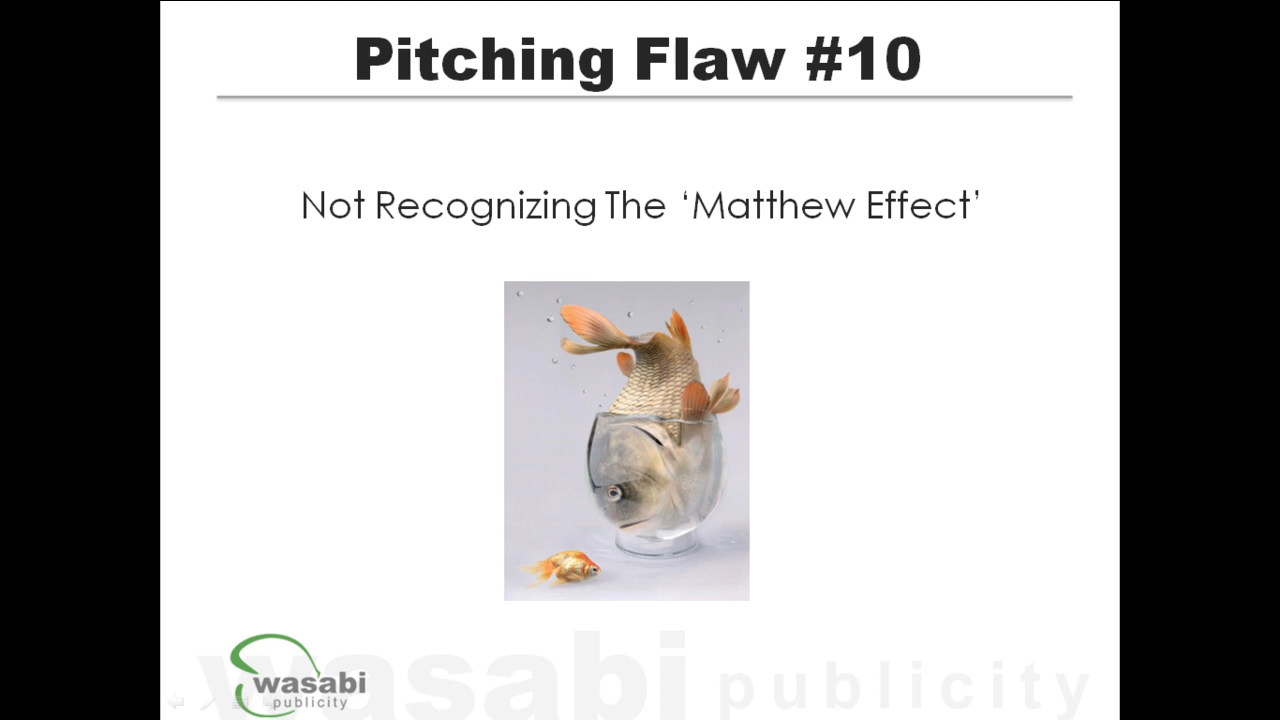 Pitching Flaw #10
Not Recognizing The ‘Matthew Effect’
wasabi publicity
wasabi
publicity